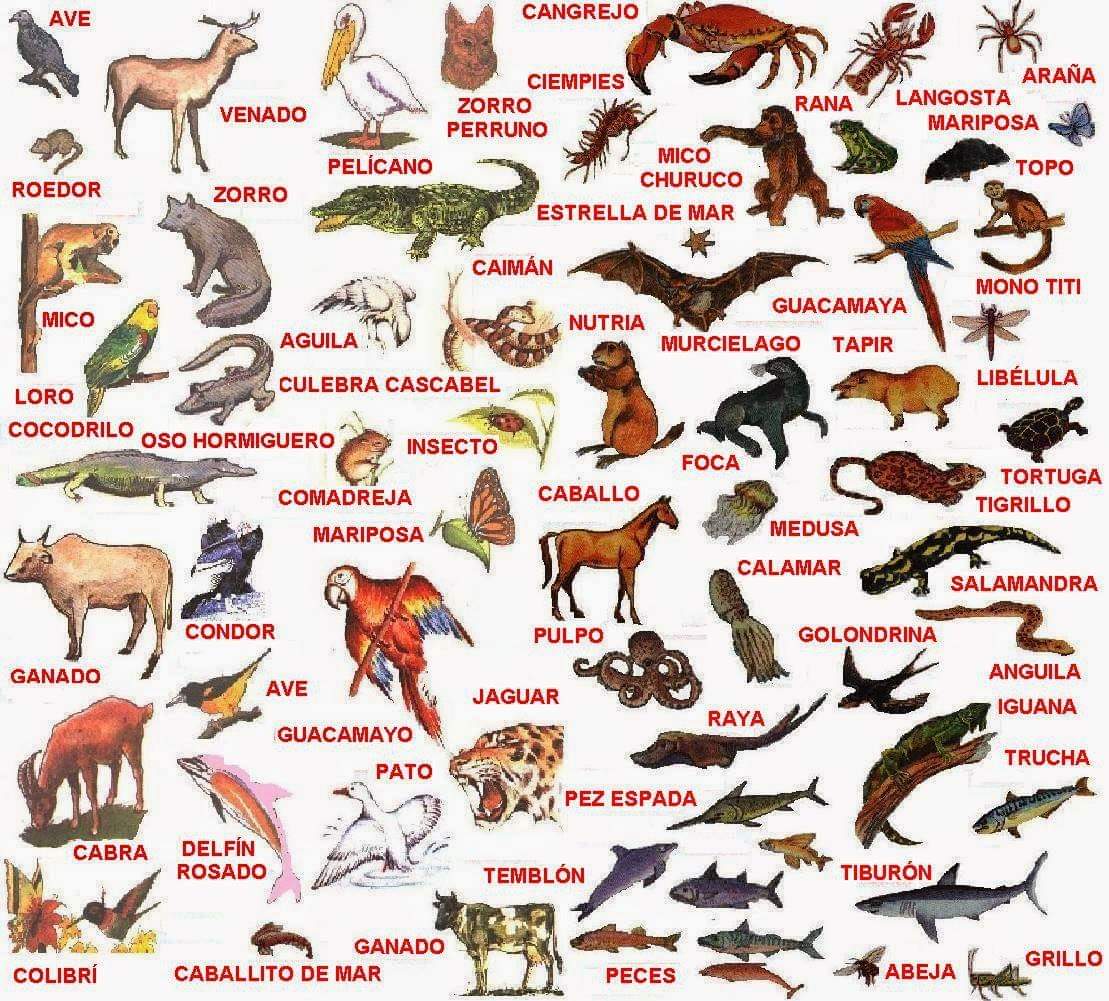 AVE
CANGREJO
VENADO
ZORRO
PERRUNO
CIEMPIES
RANA
LANGOSTA
ARAÑA
MARIPOSA
PELÍCANO
MICO
CHURUCO
TOPO
ROEDOR
ZORRO
ESTRELLA DE MAR
CAIMÁN
GUACAMAYA
MONO TITI
MICO
AGUILA
NUTRIA
MURCIELAGO
TAPIR
LIBÉLULA
LORO
CULEBRA CASCABEL
COCODRILO
OSO HORMIGUERO
INSECTO
FOCA
TORTUGA
TIGRILLO
COMADREJA
CABALLO
MARIPOSA
MEDUSA
CALAMAR
SALAMANDRA
CONDOR
PULPO
GOLONDRINA
GANADO
ANGUILA
AVE
JAGUAR
IGUANA
RAYA
GUACAMAYO
TRUCHA
PATO
PEZ ESPADA
CABRA
DELFÍN
ROSADO
TEMBLÓN
TIBURÓN
GANADO
COLIBRÍ
CABALLITO DE MAR
PECES
ABEJA
GRILLO